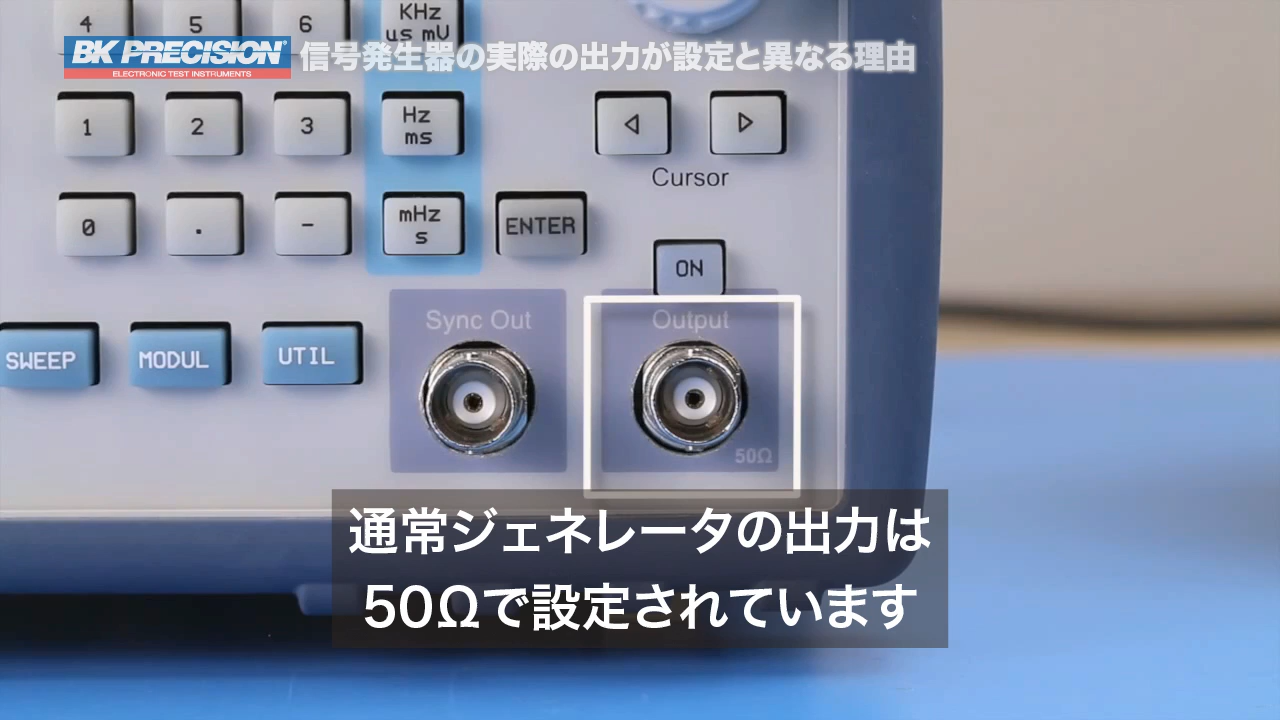 4 5 6 KHz
us mV
BK PRECISION®
ELECTRONIC TEST INSTRUMENTS
信号発生器の実際の出力が設定と異なる理由
1 2 3 Hz
ms
Cursor
0 . - mHz
s
ENTER
ON
Sync Out
Output
SWEEP MODUL UTIL
50Ω
通常ジェネレータの出力は
50Ωで設定されています